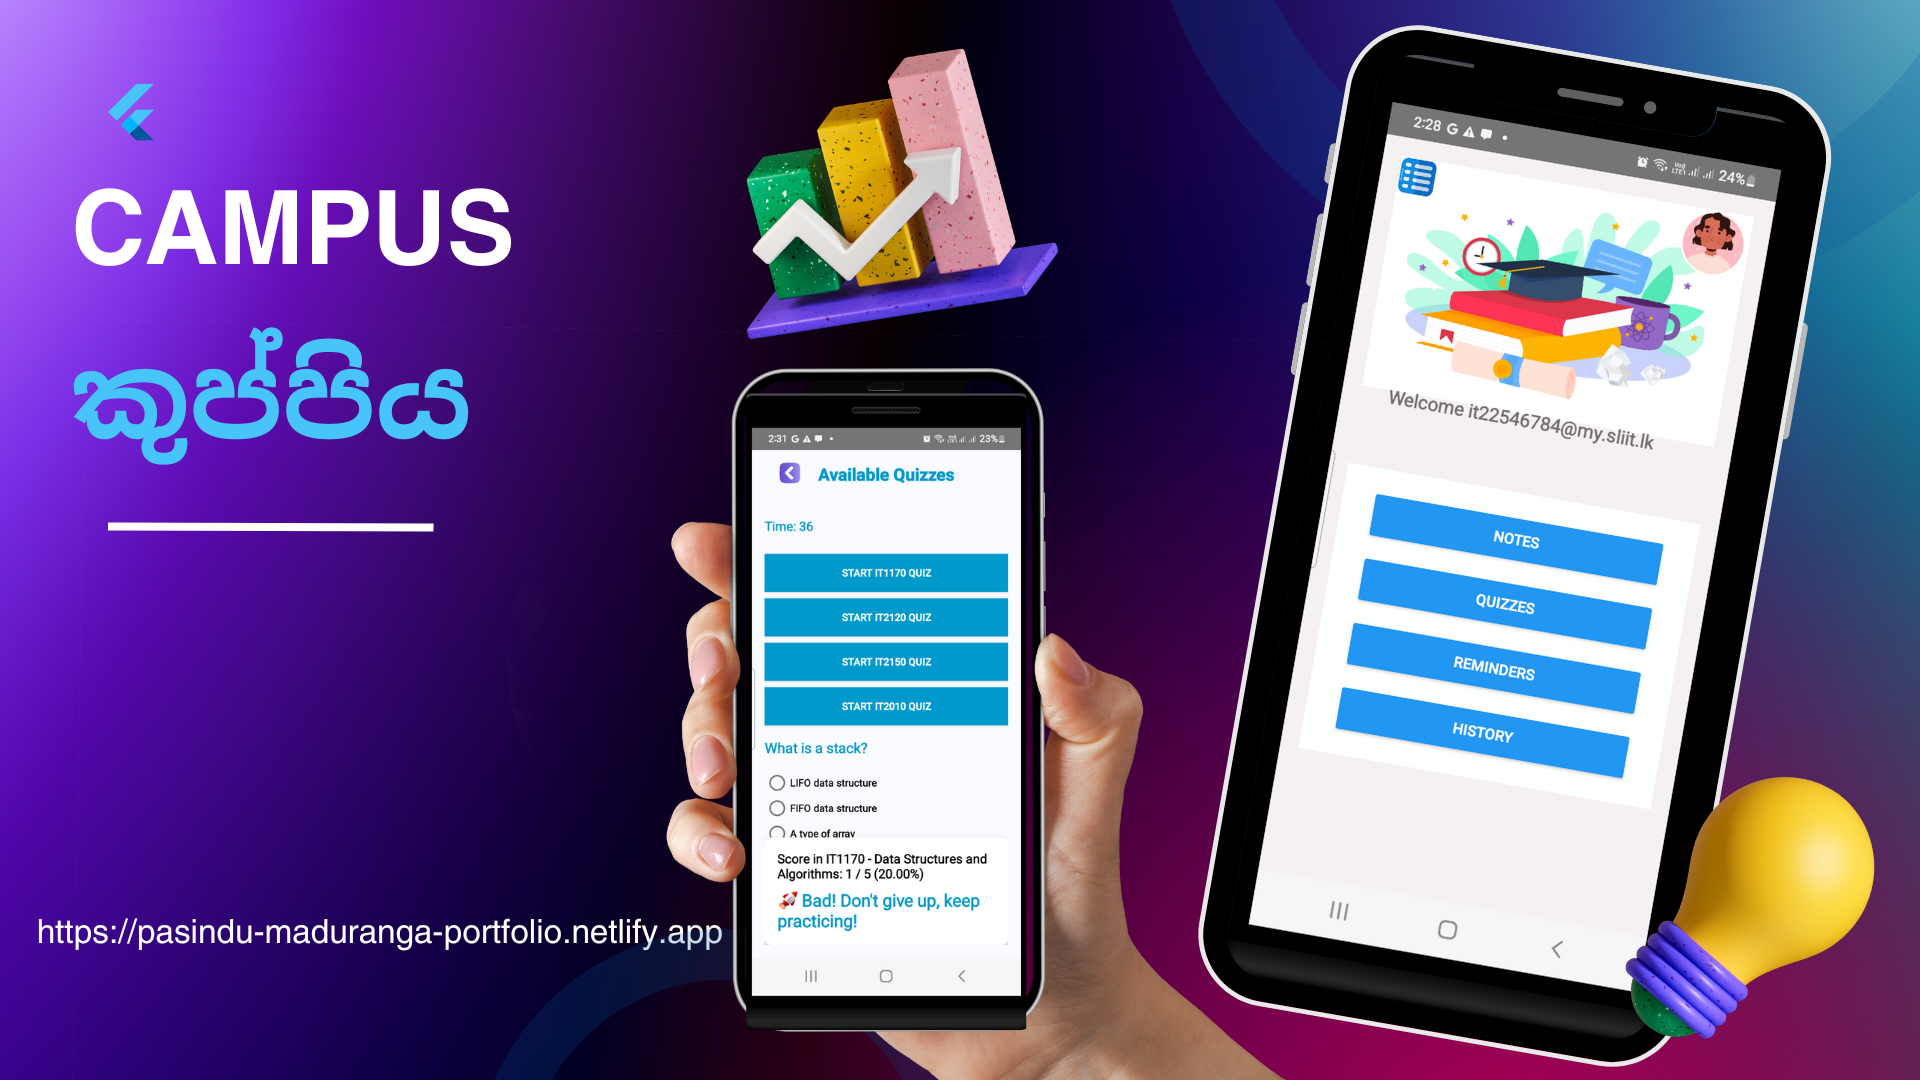 CAMPUS
කුප්පිය
https://pasindu-maduranga-portfolio.netlify.app
2:31
23%
Available Quizzes
Time: 36
START IT1170 QUIZ
START IT2120 QUIZ
START IT2150 QUIZ
START IT2010 QUIZ
What is a stack?
LIFO data structure
FIFO data structure
A type of array
Score in IT1170 - Data Structures and
Algorithms: 1 / 5 (20.00%)
🚀 Bad! Don't give up, keep
practicing!
2:28 G
24%
Welcome it22546784@my.sliit.lk
NOTES
QUIZZES
REMINDERS
HISTORY